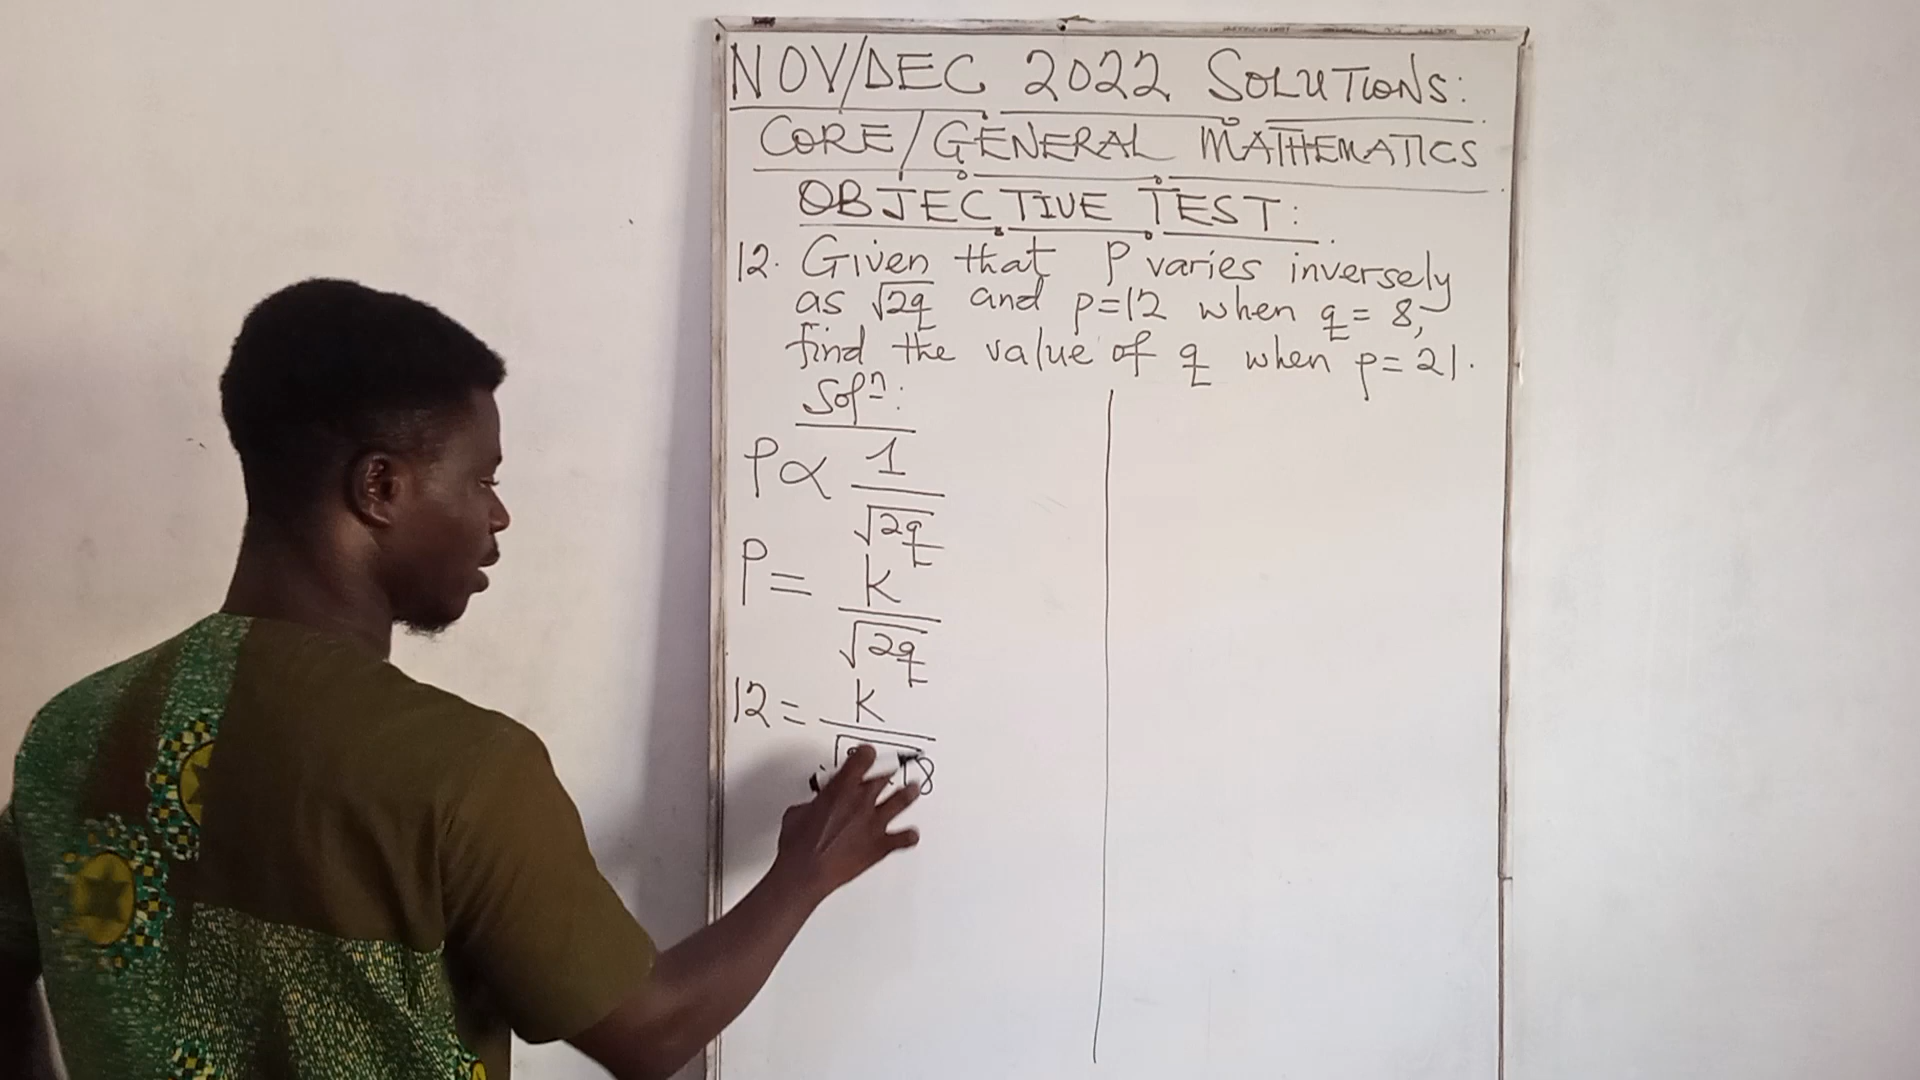 NOV/DEC 2022 SOLUTIONS:
CORE/GENERAL MATHEMATICS
OBJECTIVE TEST:
12. Given that P varies inversely
as √2q and p=12 when q= 8,
find the value of q when p=21.
Solⁿ:
P∝ 1
√2q
P= K
√2q
12= K
8